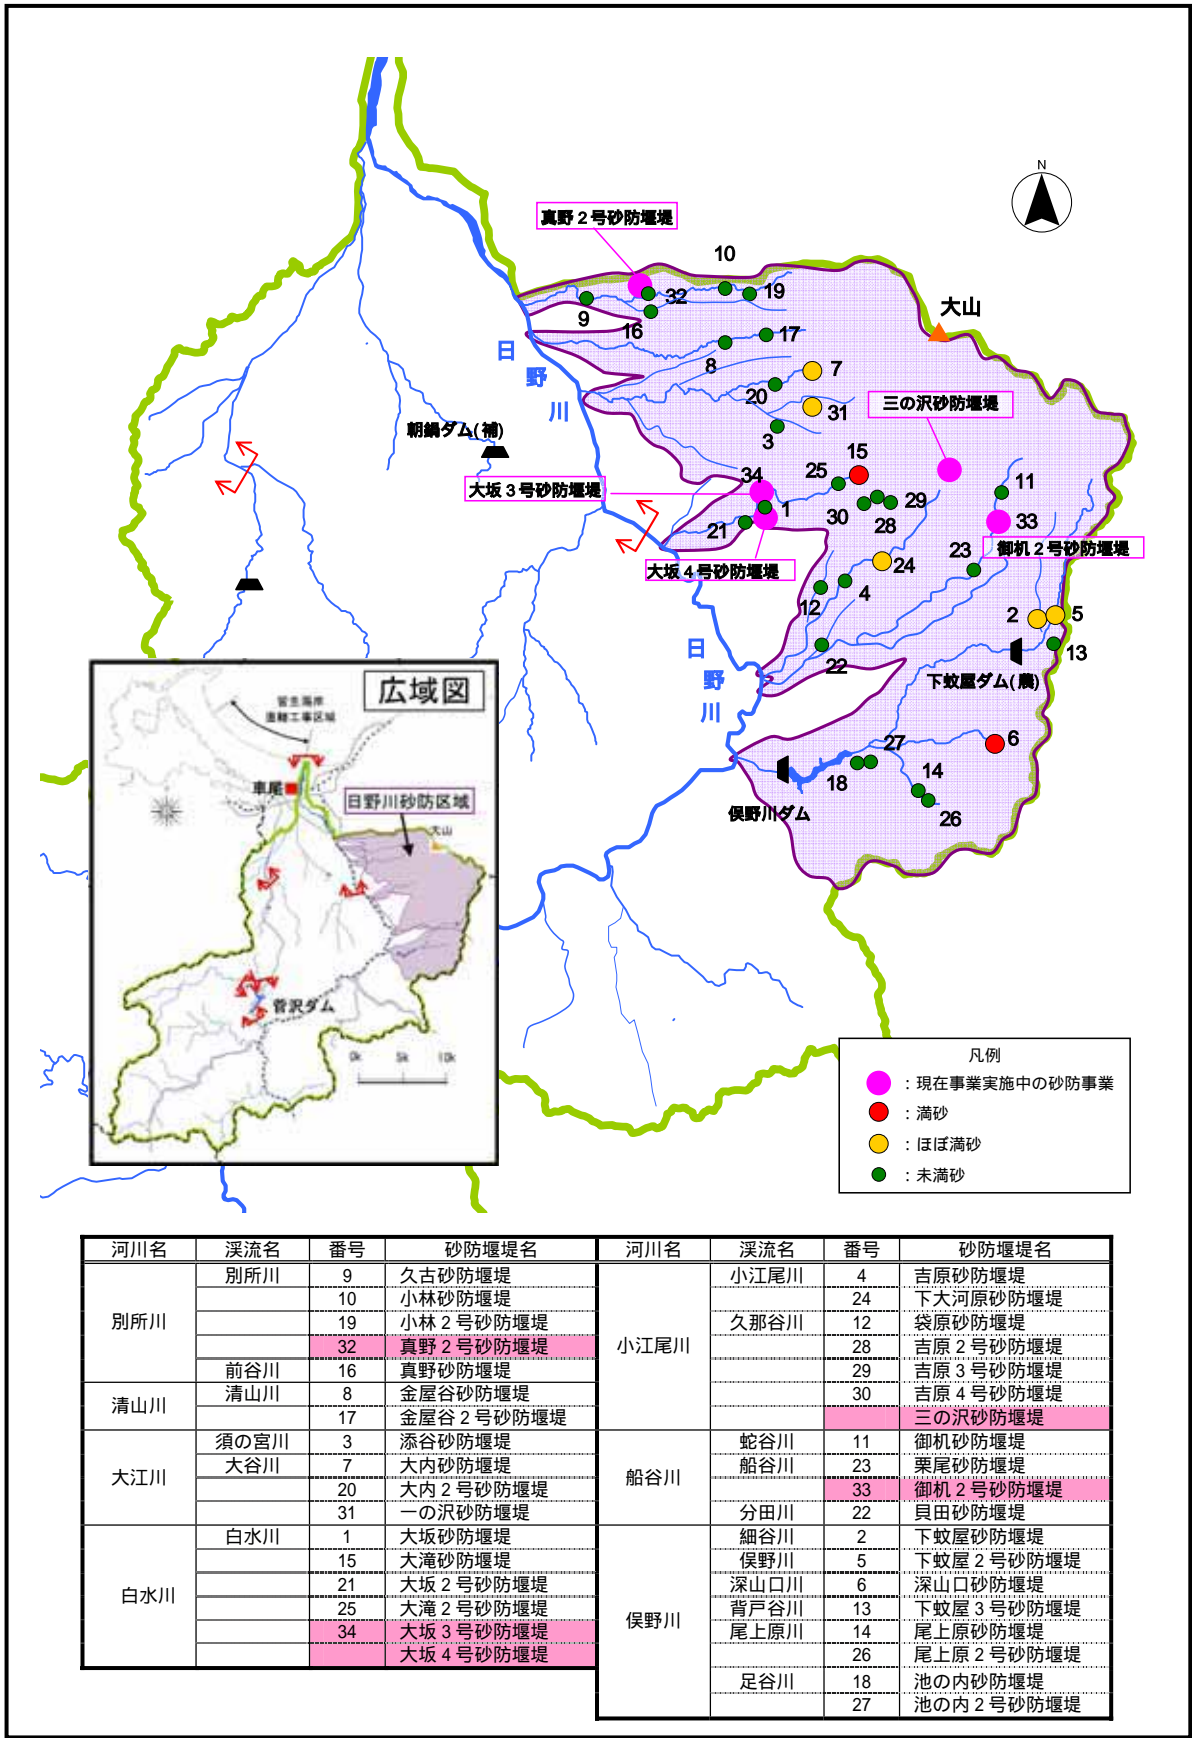 N
真野２号砂防堰堤
10
大山
32
19
9
16
17
8
日
野
川
7
20
31
三の沢砂防堰堤
朝鍋ダム(補)
3
15
34
25
11
大坂３号砂防堰堤
1
30
29
28
33
21
御机２号砂防堰堤
大坂４号砂防堰堤
24
23
4
12
2
5
日
野
川
22
13
下蚊屋ダム(農)
27
6
18
14
俣野川ダム
26
広域図
皆生海岸
直轄工事区域
車尾
日野川砂防区域
大山
菅沢ダム
0k 5k 10k
凡例
：現在事業実施中の砂防事業
：満砂
：ほぼ満砂
：未満砂
河川名 渓流名 番号 砂防堰堤名 河川名 渓流名 番号 砂防堰堤名
別所川 9 久古砂防堰堤 小江尾川 4 吉原砂防堰堤
10 小林砂防堰堤 24 下大河原砂防堰堤
別所川 19 小林２号砂防堰堤 久那谷川 12 袋原砂防堰堤
32 真野２号砂防堰堤 小江尾川 28 吉原２号砂防堰堤
前谷川 16 真野砂防堰堤 29 吉原３号砂防堰堤
清山川 清山川 8 金屋谷砂防堰堤 30 吉原４号砂防堰堤
17 金屋谷２号砂防堰堤 三の沢砂防堰堤
須の宮川 3 添谷砂防堰堤 蛇谷川 11 御机砂防堰堤
大江川 大谷川 7 大内砂防堰堤 船谷川 船谷川 23 栗尾砂防堰堤
20 大内２号砂防堰堤 33 御机２号砂防堰堤
31 一の沢砂防堰堤 分田川 22 貝田砂防堰堤
白水川 1 大坂砂防堰堤 細谷川 2 下蚊屋砂防堰堤
15 大滝砂防堰堤 俣野川 5 下蚊屋２号砂防堰堤
白水川 21 大坂２号砂防堰堤 深山口川 6 深山口砂防堰堤
25 大滝２号砂防堰堤 俣野川 背戸谷川 13 下蚊屋３号砂防堰堤
34 大坂３号砂防堰堤 尾上原川 14 尾上原砂防堰堤
大坂４号砂防堰堤 26 尾上原２号砂防堰堤
足谷川 18 池の内砂防堰堤
27 池の内２号砂防堰堤